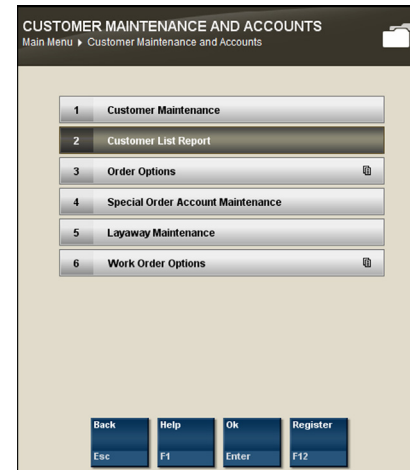 CUSTOMER MAINTENANCE AND ACCOUNTS
Main Menu ▸ Customer Maintenance and Accounts
1 Customer Maintenance
2 Customer List Report
3 Order Options
4 Special Order Account Maintenance
5 Layaway Maintenance
6 Work Order Options
Back Help Ok Register
Esc F1 Enter F12